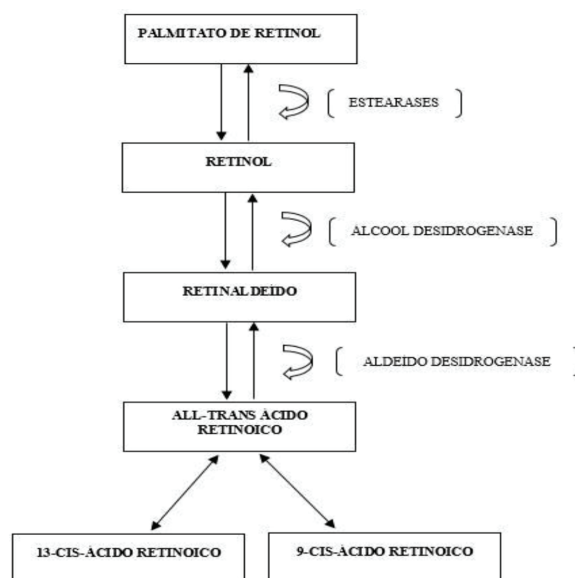 PALMITATO DE RETINOL
ESTEARASES
RETINOL
ÁLCOOL DESIDROGENASE
RETINALDEÍDO
ALDEÍDO DESIDROGENASE
ALL-TRANS ÁCIDO
RETINOICO
13-CIS-ÁCIDO RETINOICO
9-CIS-ÁCIDO RETINOICO